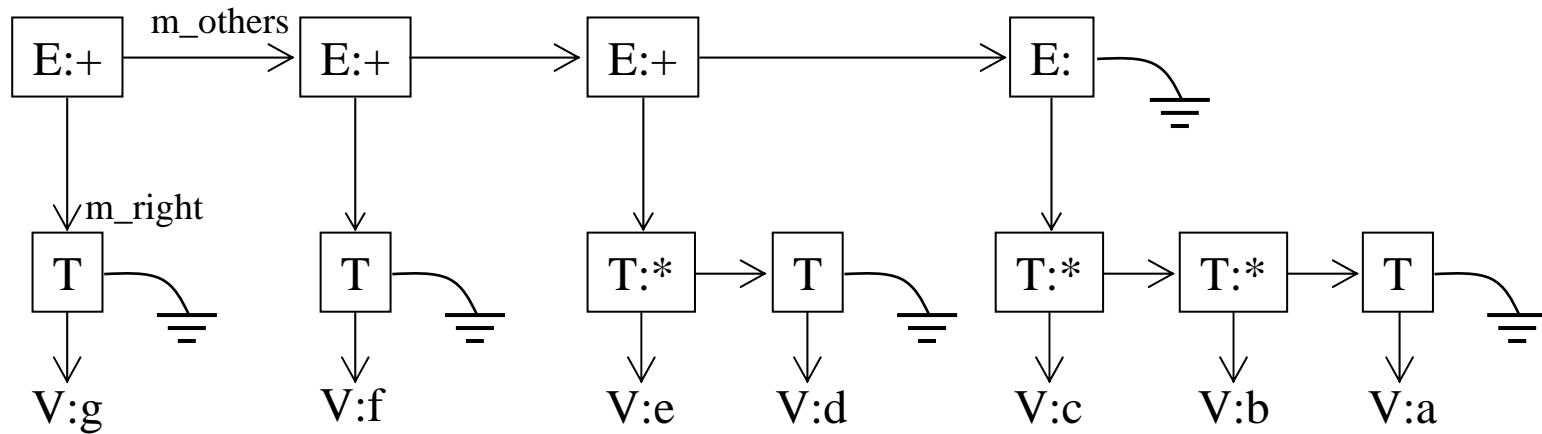 m_others
E:+ E:+ E:+ E:
m_right
T T T:* T T:* T:* T
V:g V:f V:e V:d V:c V:b V:a